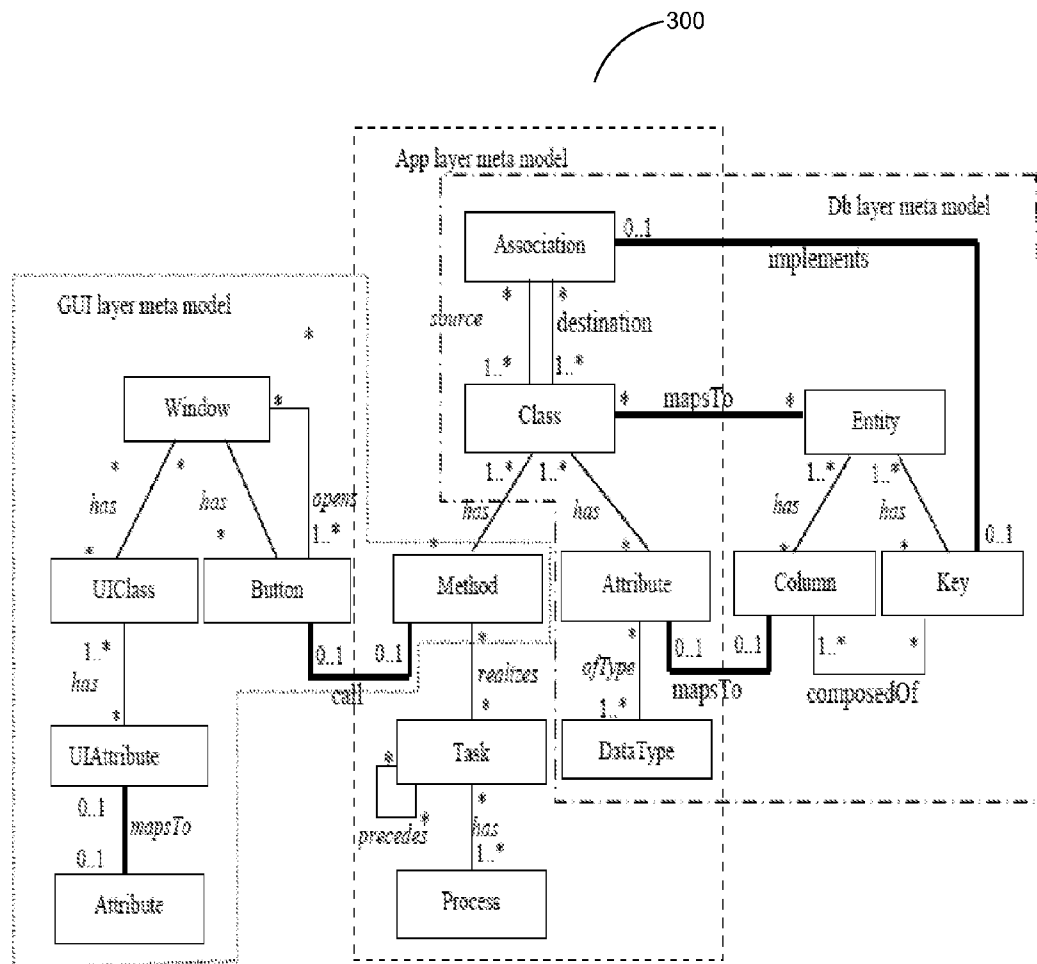 300
App layer meta model
Db layer meta model
Association
0..1
implements
*
*
source
destination
1..*
1..*
GUI layer meta model
*
Window
*
Class
*
mapsTo
*
Entity
*
*
1..*
1..*
1..*
1..*
has
has
opens
has
has
has
has
*
*
1..*
*
*
*
*
0..1
UIClass
Button
Method
Attribute
Column
Key
1..*
0..1
0..1
*
*
0..1
0..1
1..*
*
has
call
realizes
ofType
mapsTo
composedOf
*
*
1..*
UIAttribute
*
Task
DataType
0..1
*
*
mapsTo
precedes
has
0..1
1..*
Attribute
Process